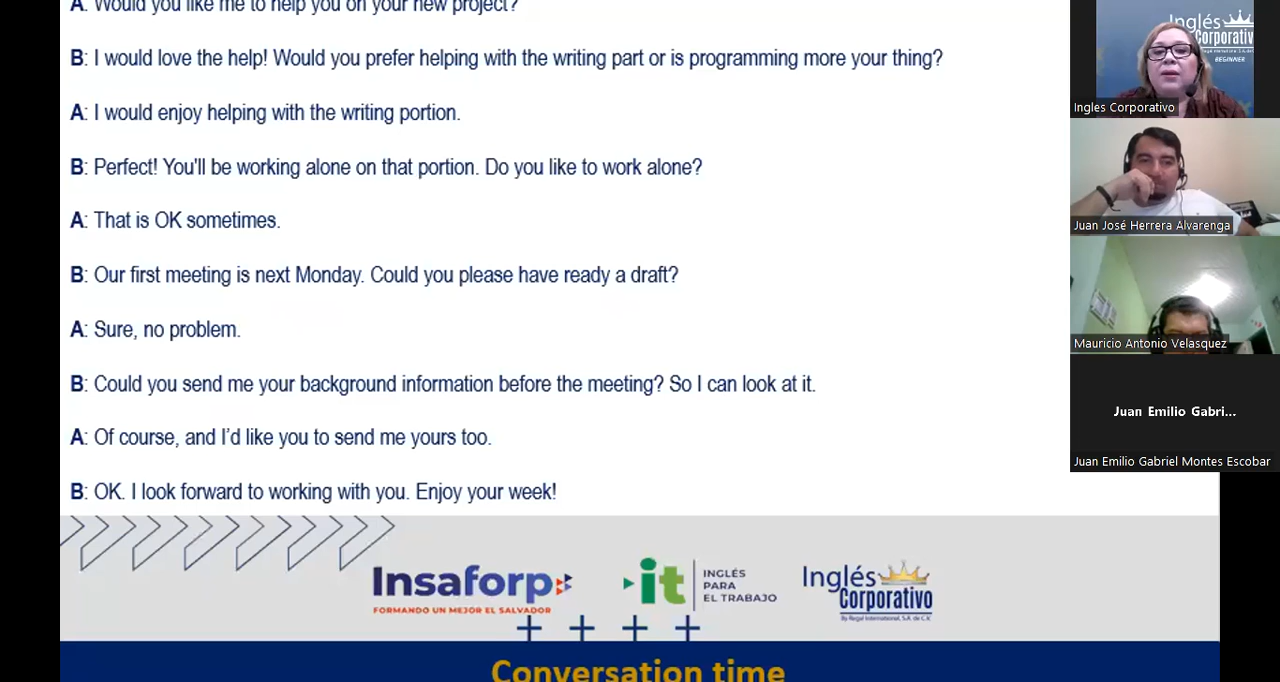 A: Would you like me to help you on your new project?
B: I would love the help! Would you prefer helping with the writing part or is programming more your thing?
A: I would enjoy helping with the writing portion.
B: Perfect! You'll be working alone on that portion. Do you like to work alone?
A: That is OK sometimes.
B: Our first meeting is next Monday. Could you please have ready a draft?
A: Sure, no problem.
B: Could you send me your background information before the meeting? So I can look at it.
A: Of course, and I'd like you to send me yours too.
B: OK. I look forward to working with you. Enjoy your week!
Insaforp
FORMANDO UN MEJOR EL SALVADOR
it
INGLÉS
PARA
EL TRABAJO
Inglés
Corporativo
By Regal International, S.A. de C.V.
Conversation time
Inglés
Corporativo
BEGINNER
Ingles Corporativo
Juan José Herrera Alvarenga
Mauricio Antonio Velasquez
Juan Emilio Gabri...
Juan Emilio Gabriel Montes Escobar